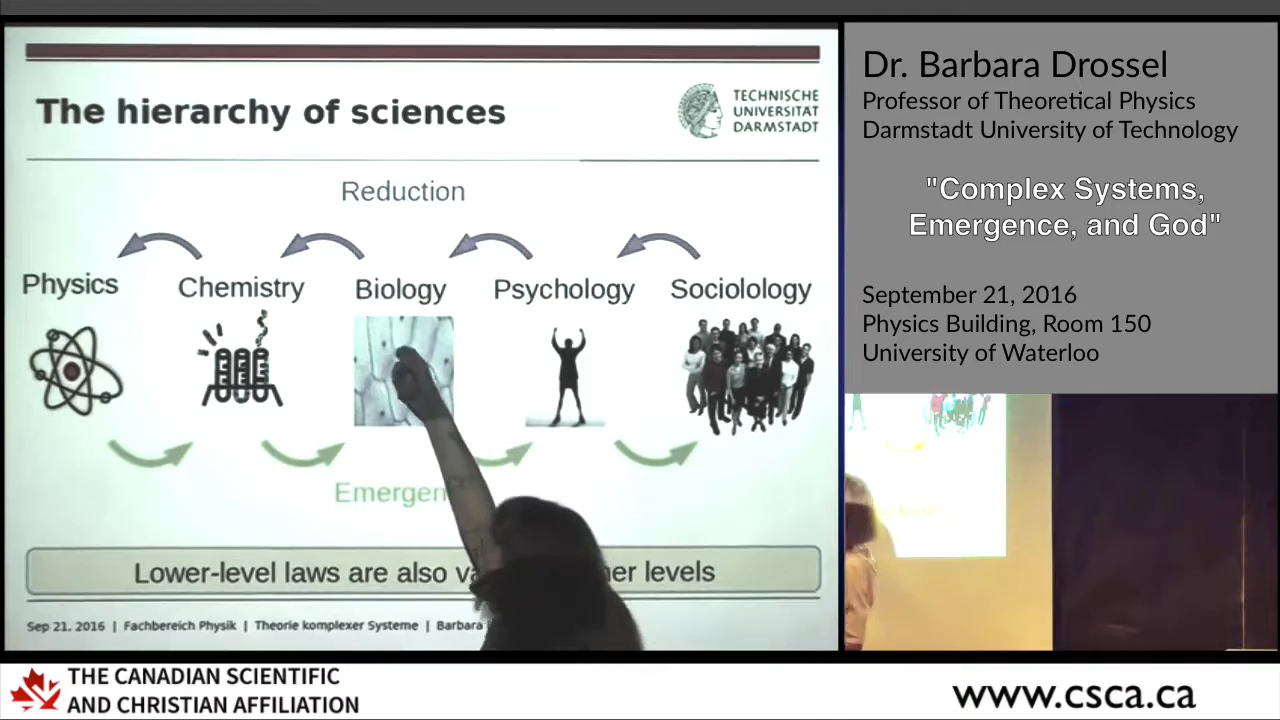 The hierarchy of sciences
TECHNISCHE
UNIVERSITÄT
DARMSTADT
Reduction
Physics
Chemistry
Biology
Psychology
Sociolology
Lower-level laws are also
levels
Sep 21, 2016 | Fachbereich Physik | Theorie komplexer Systeme | Barbara
Dr. Barbara Drossel
Professor of Theoretical Physics
Darmstadt University of Technology
"Complex Systems,
Emergence, and God"
September 21, 2016
Physics Building, Room 150
University of Waterloo
THE CANADIAN SCIENTIFIC
AND CHRISTIAN AFFILIATION
www.csca.ca